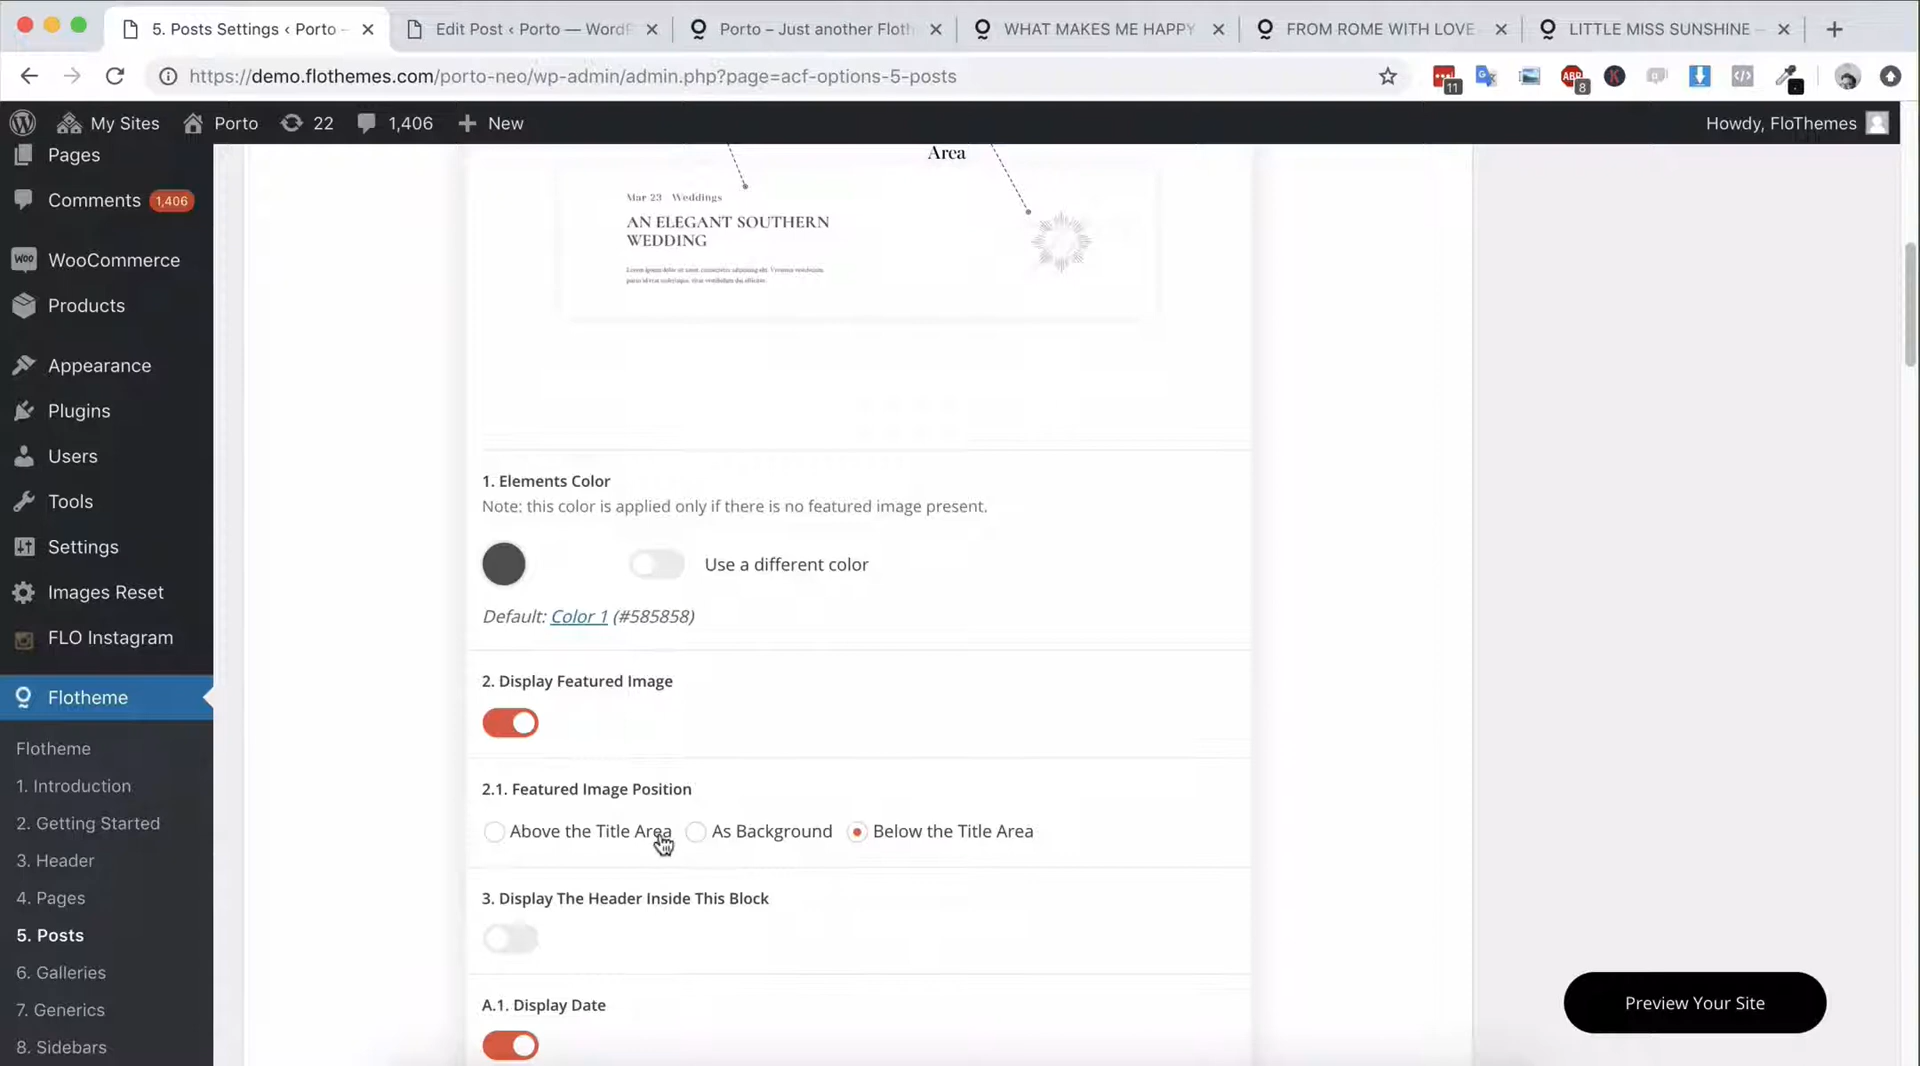 5. Posts Settings ‹ Porto –
Edit Post ‹ Porto — WordP
Porto – Just another Floth
WHAT MAKES ME HAPPY
FROM ROME WITH LOVE
LITTLE MISS SUNSHINE –
https://demo.flothemes.com/porto-neo/wp-admin/admin.php?page=acf-options-5-posts
11
ABP
8
K
My Sites
Porto
22
1,406
New
Howdy, FloThemes
Pages
Comments 1,406
Woo WooCommerce
Products
Appearance
Plugins
Users
Tools
Settings
Images Reset
FLO Instagram
Flotheme
Flotheme
1. Introduction
2. Getting Started
3. Header
4. Pages
5. Posts
6. Galleries
7. Generics
8. Sidebars
Area
Mar 23 Weddings
AN ELEGANT SOUTHERN
WEDDING
1. Elements Color
Note: this color is applied only if there is no featured image present.
Use a different color
Default: Color 1 (#585858)
2. Display Featured Image
2.1. Featured Image Position
Above the Title Area As Background Below the Title Area
3. Display The Header Inside This Block
A.1. Display Date
Preview Your Site